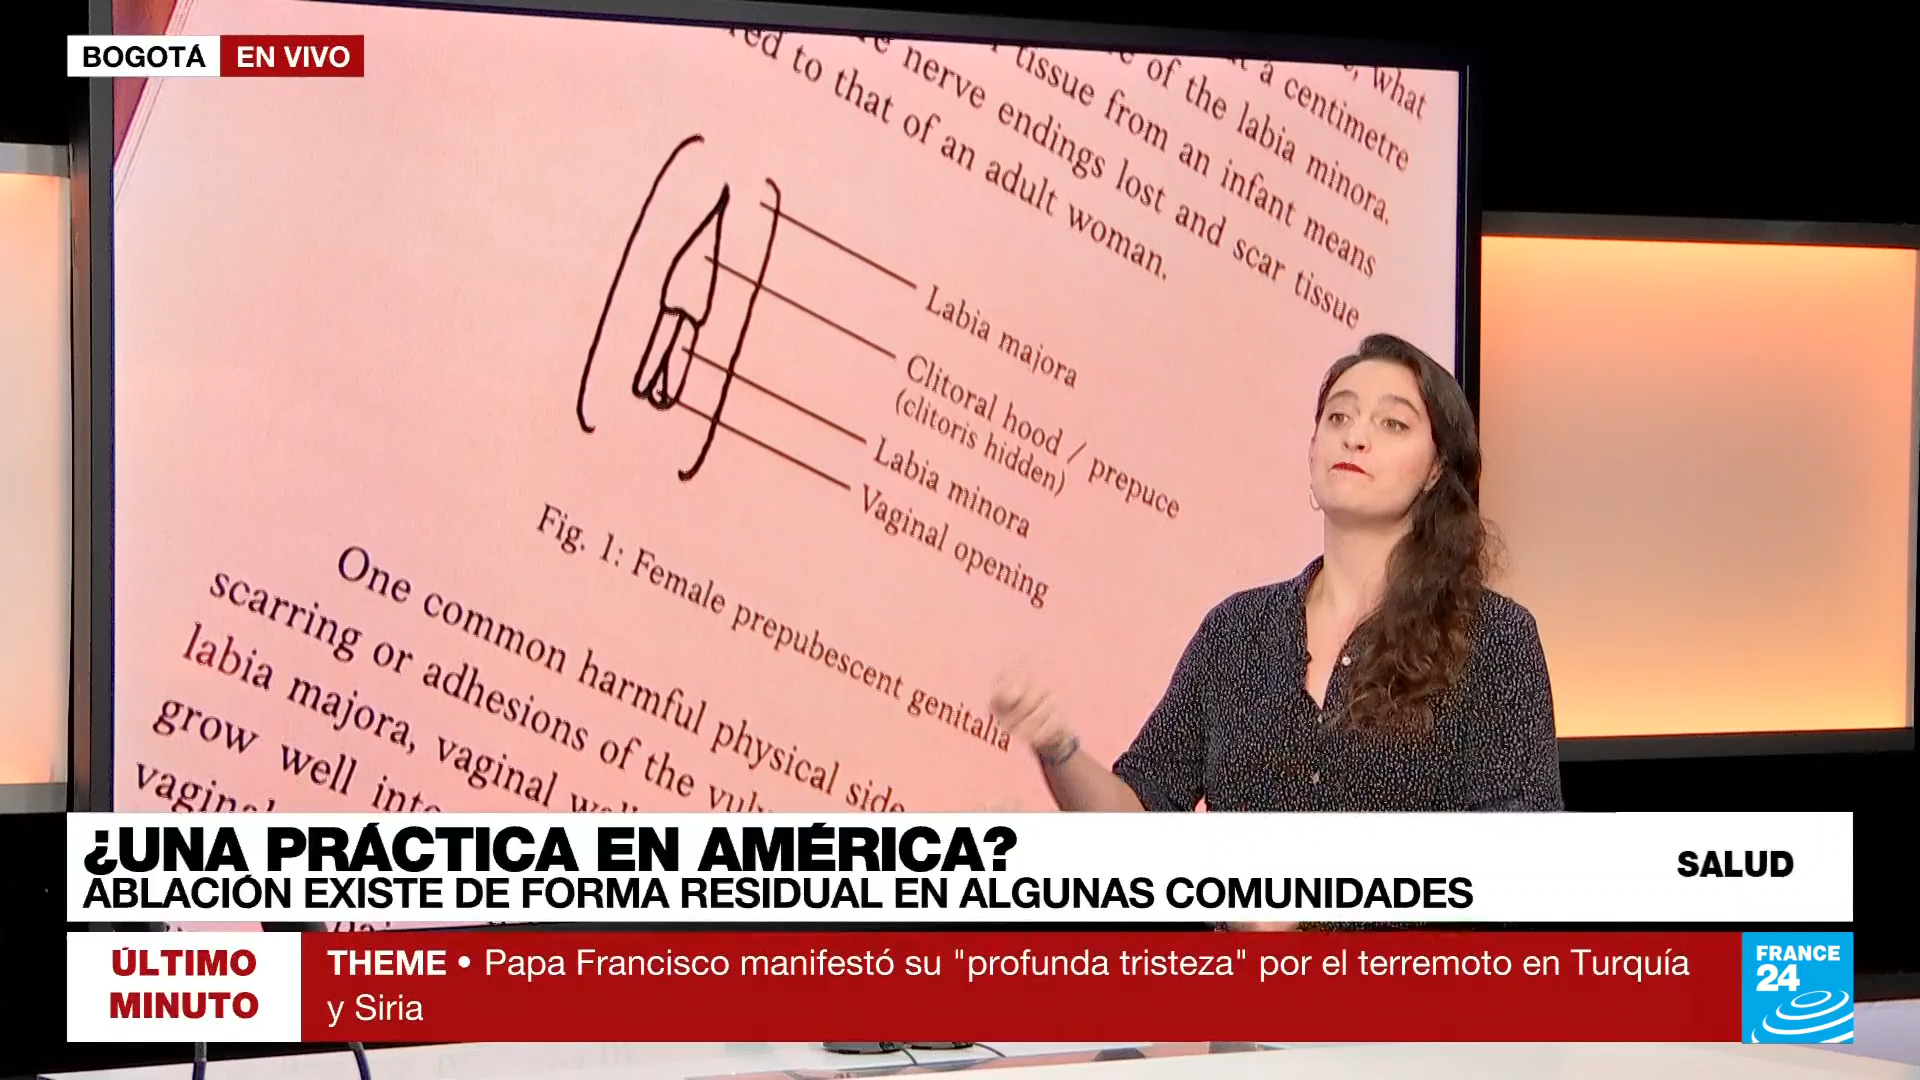 BOGOTÁ EN VIVO
what
a centimetre
of the labia minora.
tissue from an infant means
nerve endings lost and scar tissue
to that of an adult woman.
Labia majora
Clitoral hood / prepuce
(clitoris hidden)
Labia minora
Vaginal opening
Fig. 1: Female prepubescent genitalia
One common harmful physical side
scarring or adhesions of the
labia majora, vaginal
grow well
¿UNA PRÁCTICA EN AMÉRICA?
ABLACIÓN EXISTE DE FORMA RESIDUAL EN ALGUNAS COMUNIDADES
SALUD
ÚLTIMO
MINUTO
THEME • Papa Francisco manifestó su "profunda tristeza" por el terremoto en Turquía
y Siria
FRANCE
24